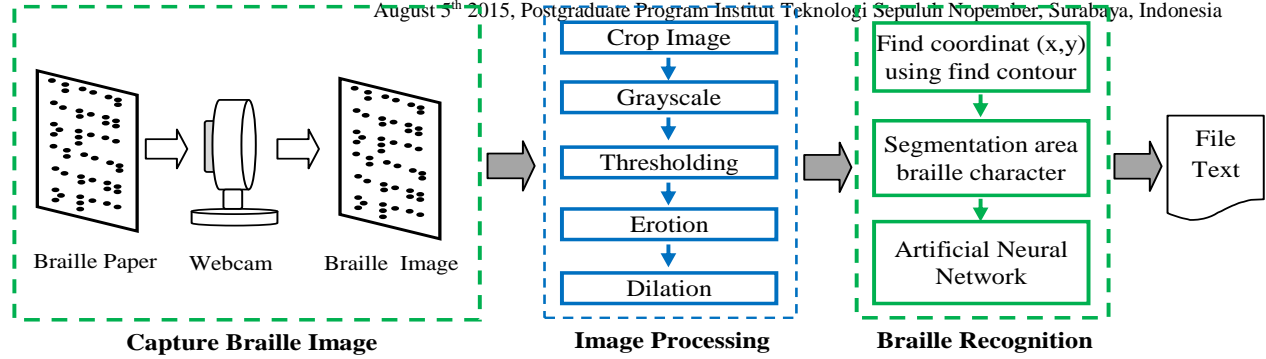 August 5th 2015, Postgraduate Program Institut Teknologi Sepuluh Nopember, Surabaya, Indonesia
Braille Paper
Webcam
Braille Image
Capture Braille Image
Crop Image
Grayscale
Thresholding
Erotion
Dilation
Image Processing
Find coordinat (x,y)
using find contour
Segmentation area
braille character
Artificial Neural
Network
Braille Recognition
File
Text